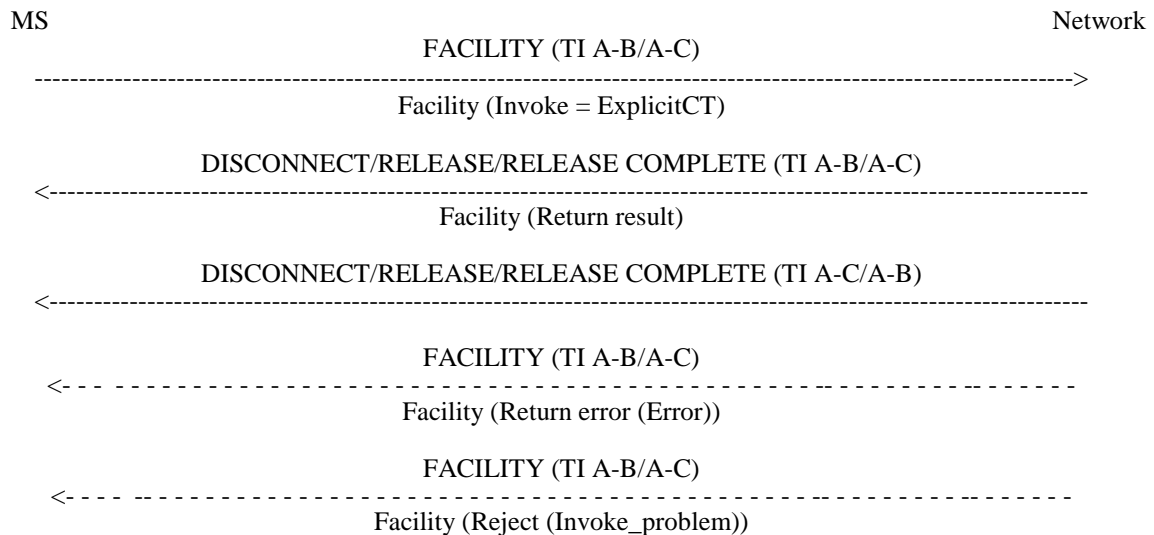 MS Network
FACILITY (TI A-B/A-C)
Facility (Invoke = ExplicitCT)
DISCONNECT/RELEASE/RELEASE COMPLETE (TI A-B/A-C)
Facility (Return result)
DISCONNECT/RELEASE/RELEASE COMPLETE (TI A-C/A-B)
FACILITY (TI A-B/A-C)
Facility (Return error (Error))
FACILITY (TI A-B/A-C)
Facility (Reject (Invoke_problem))